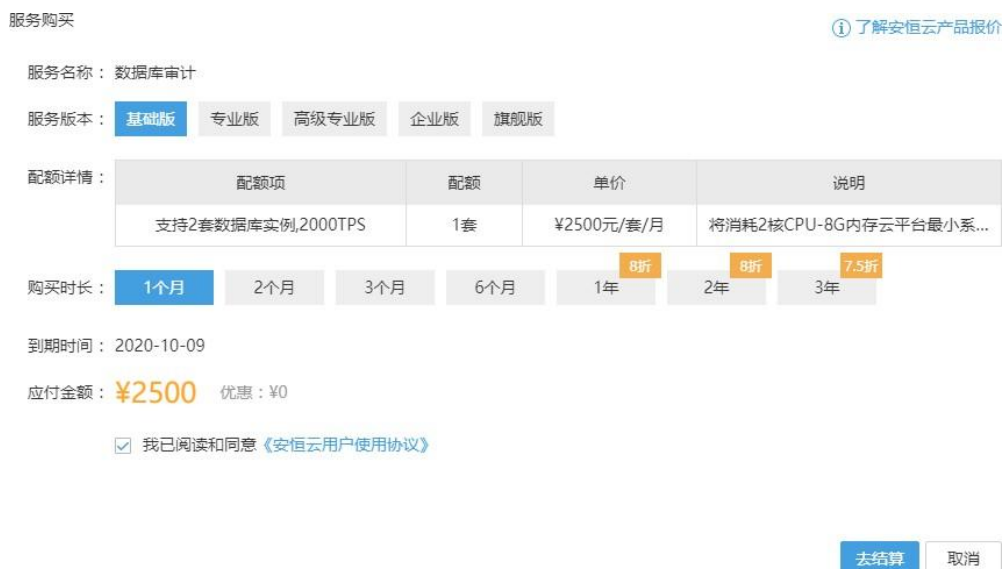 服务购买
了解安恒云产品报价
服务名称： 数据库审计
服务版本： 基础版 专业版 高级专业版 企业版 旗舰版
配额详情： 配额项 配额 单价 说明
支持2套数据库实例,2000TPS 1套 ¥2500元/套/月 将消耗2核CPU-8G内存云平台最小系...
8折 8折 7.5折
购买时长： 1个月 2个月 3个月 6个月 1年 2年 3年
到期时间： 2020-10-09
应付金额： ¥2500 优惠：¥0
我已阅读和同意《安恒云用户使用协议》
去结算 取消